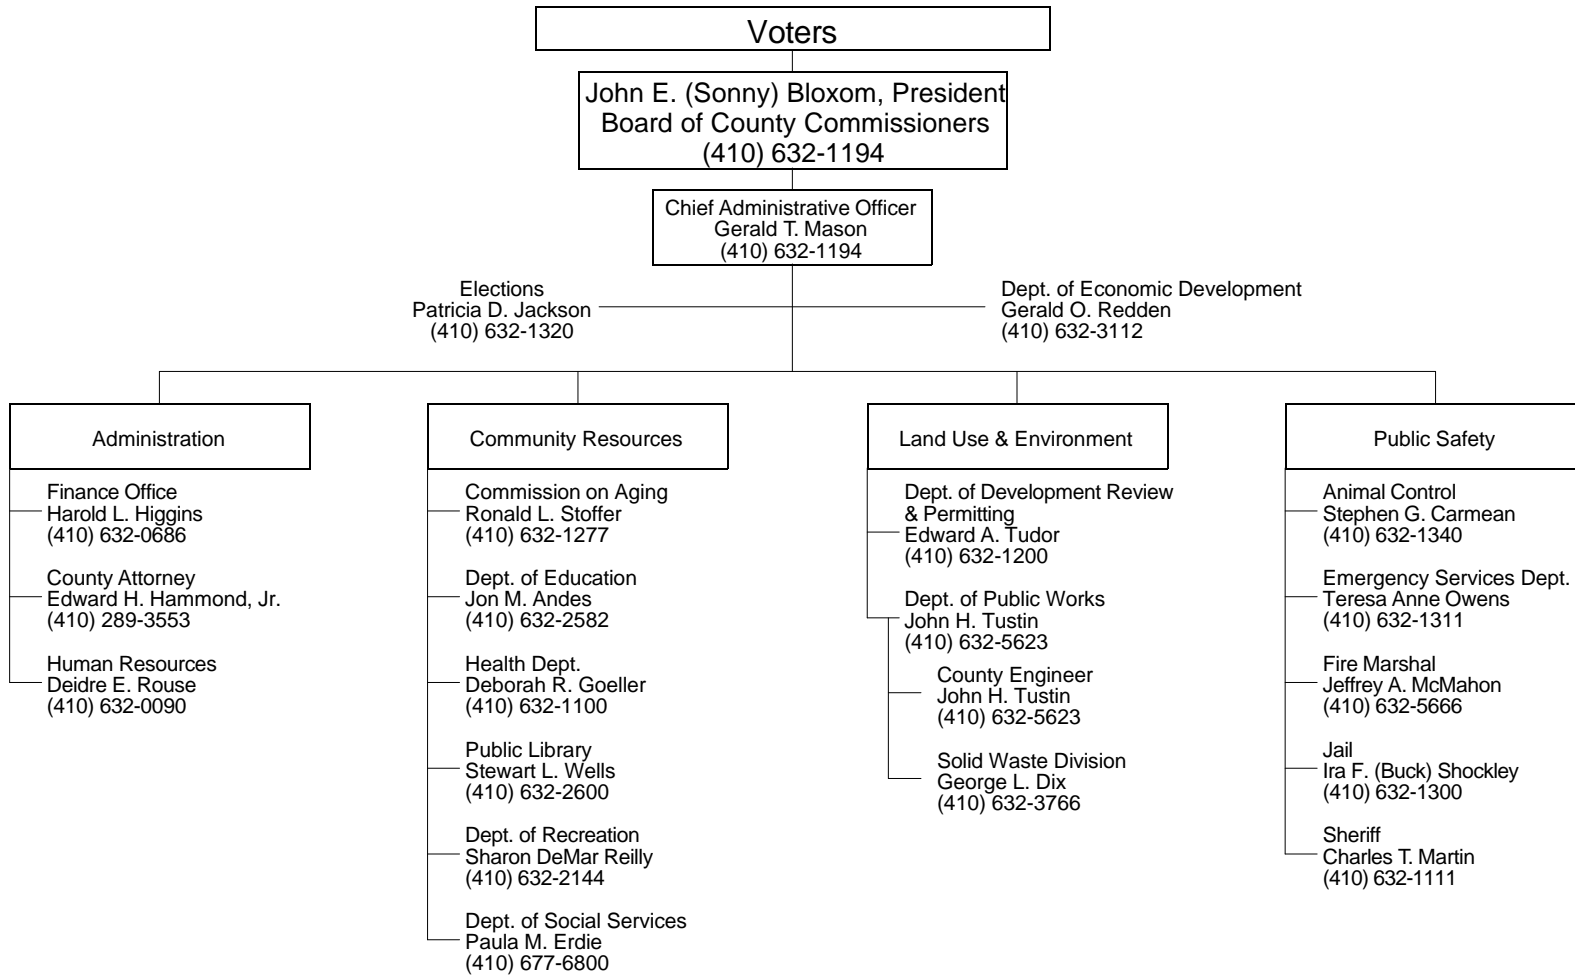 Voters
John E. (Sonny) Bloxom, President
Board of County Commissioners
(410) 632-1194
Chief Administrative Officer
Gerald T. Mason
(410) 632-1194
Elections
Patricia D. Jackson
(410) 632-1320
Dept. of Economic Development
Gerald O. Redden
(410) 632-3112
Administration
Finance Office
Harold L. Higgins
(410) 632-0686
County Attorney
Edward H. Hammond, Jr.
(410) 289-3553
Human Resources
Deidre E. Rouse
(410) 632-0090
Community Resources
Commission on Aging
Ronald L. Stoffer
(410) 632-1277
Dept. of Education
Jon M. Andes
(410) 632-2582
Health Dept.
Deborah R. Goeller
(410) 632-1100
Public Library
Stewart L. Wells
(410) 632-2600
Dept. of Recreation
Sharon DeMar Reilly
(410) 632-2144
Dept. of Social Services
Paula M. Erdie
(410) 677-6800
Land Use & Environment
Dept. of Development Review
& Permitting
Edward A. Tudor
(410) 632-1200
Dept. of Public Works
John H. Tustin
(410) 632-5623
County Engineer
John H. Tustin
(410) 632-5623
Solid Waste Division
George L. Dix
(410) 632-3766
Public Safety
Animal Control
Stephen G. Carmean
(410) 632-1340
Emergency Services Dept.
Teresa Anne Owens
(410) 632-1311
Fire Marshal
Jeffrey A. McMahon
(410) 632-5666
Jail
Ira F. (Buck) Shockley
(410) 632-1300
Sheriff
Charles T. Martin
(410) 632-1111